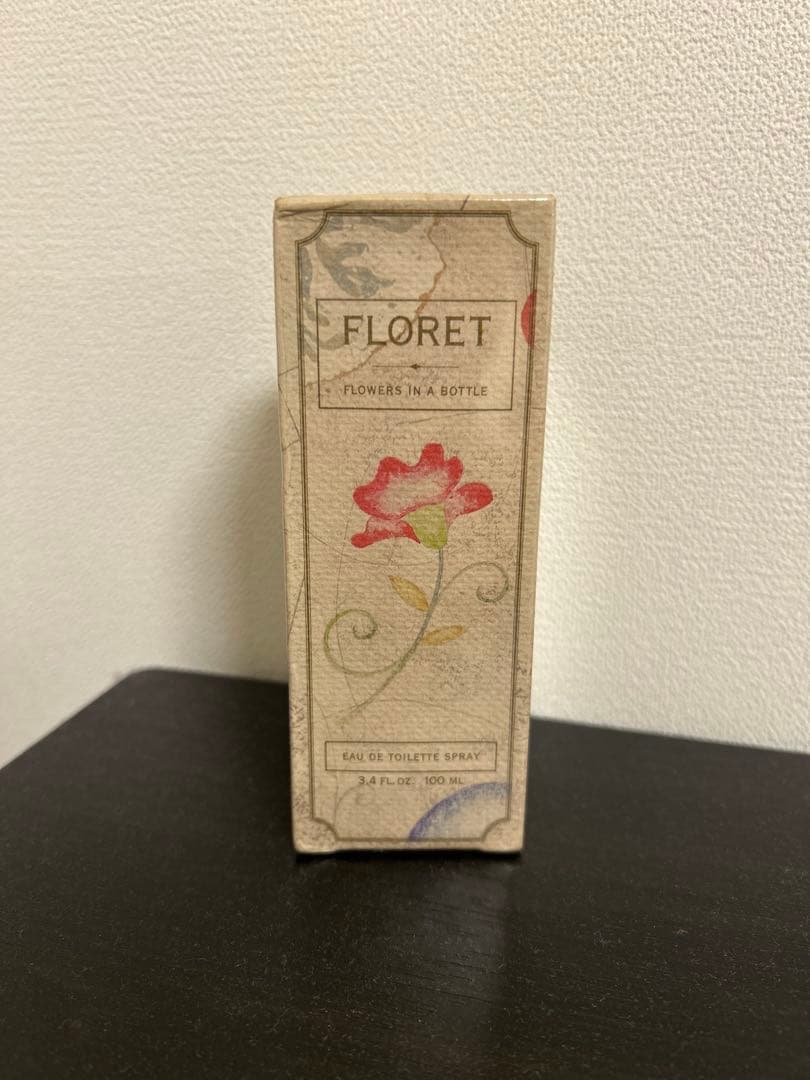 FLORET
FLOWERS IN A BOTTLE
EAU DE TOILETTE SPRAY
3.4 FL. OZ. 100 ML